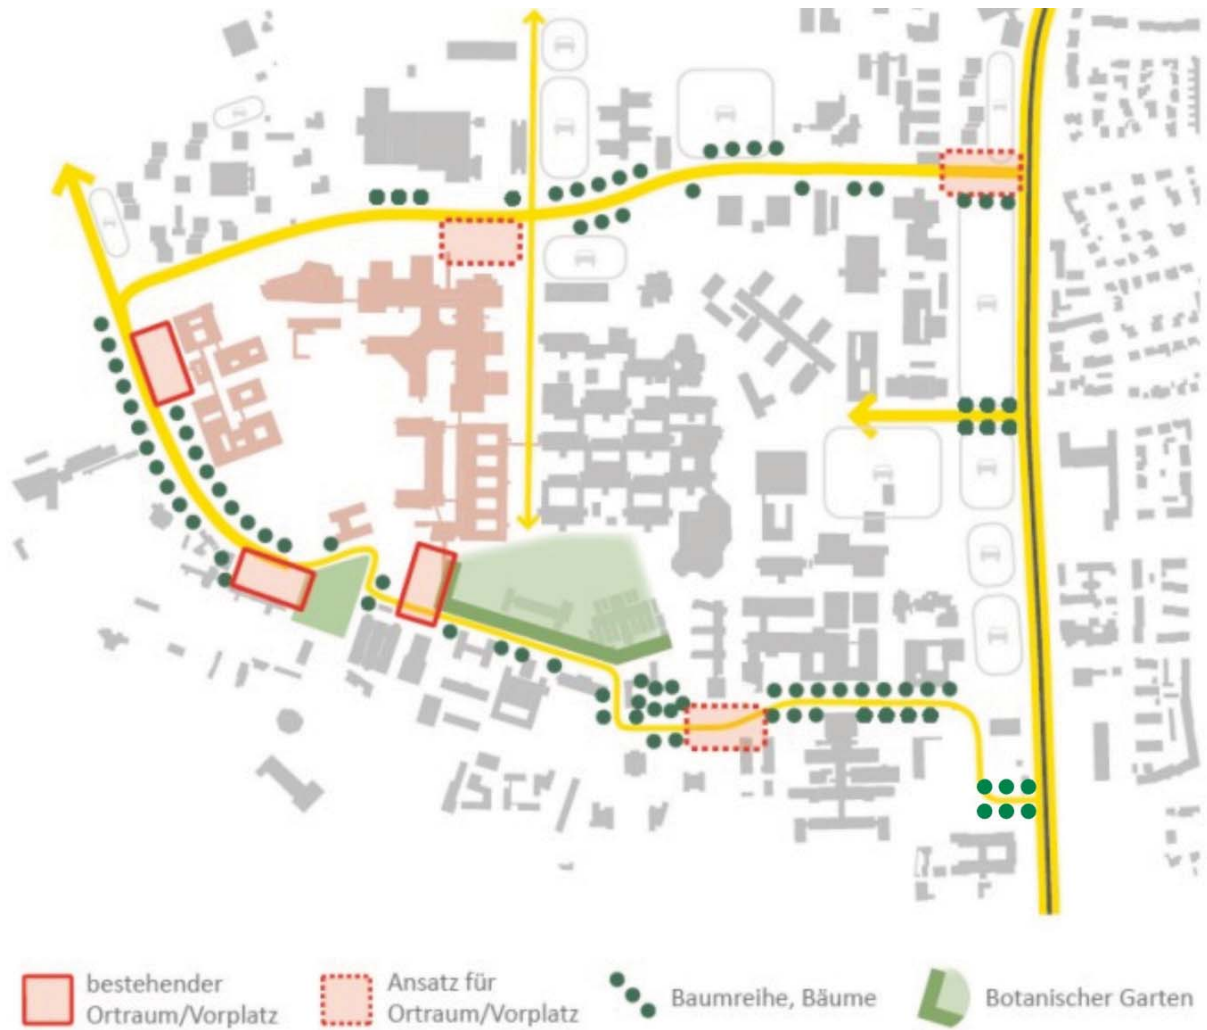 bestehender
Ortraum/Vorplatz
Ansatz für
Ortraum/Vorplatz
Baumreihe, Bäume
Botanischer Garten